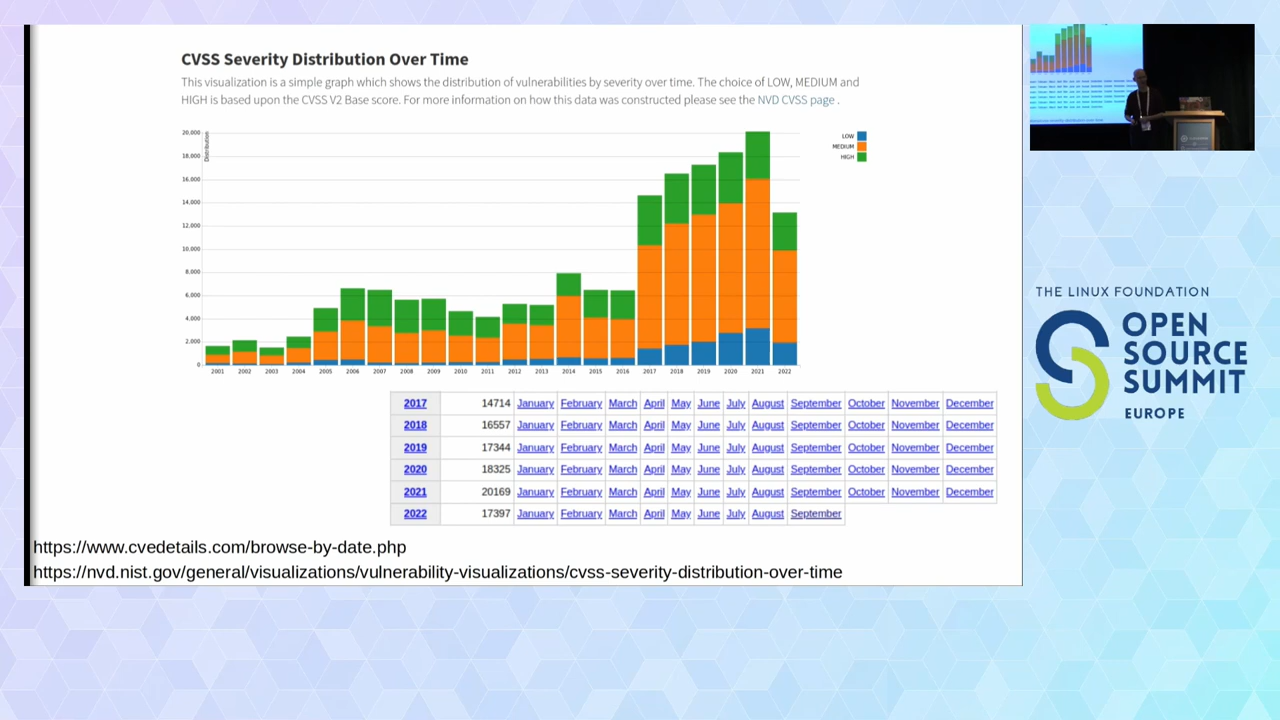 CVSS Severity Distribution Over Time
This visualization is a simple graph which shows the distribution of vulnerabilities by severity over time. The choice of LOW, MEDIUM and
HIGH is based upon the CVSS V2 Base score. For more information on how this data was constructed please see the NVD CVSS page .
20,000
18,000
16,000
14,000
12,000
10,000
8,000
6,000
4,000
2,000
0
Distribution
LOW
MEDIUM
HIGH
2001 2002 2003 2004 2005 2006 2007 2008 2009 2010 2011 2012 2013 2014 2015 2016 2017 2018 2019 2020 2021 2022
2017 14714 January February March April May June July August September October November December
2018 16557 January February March April May June July August September October November December
2019 17344 January February March April May June July August September October November December
2020 18325 January February March April May June July August September October November December
2021 20169 January February March April May June July August September October November December
2022 17397 January February March April May June July August September
https://www.cvedetails.com/browse-by-date.php
https://nvd.nist.gov/general/visualizations/vulnerability-visualizations/cvss-severity-distribution-over-time
THE LINUX FOUNDATION
OPEN
SOURCE
SUMMIT
EUROPE